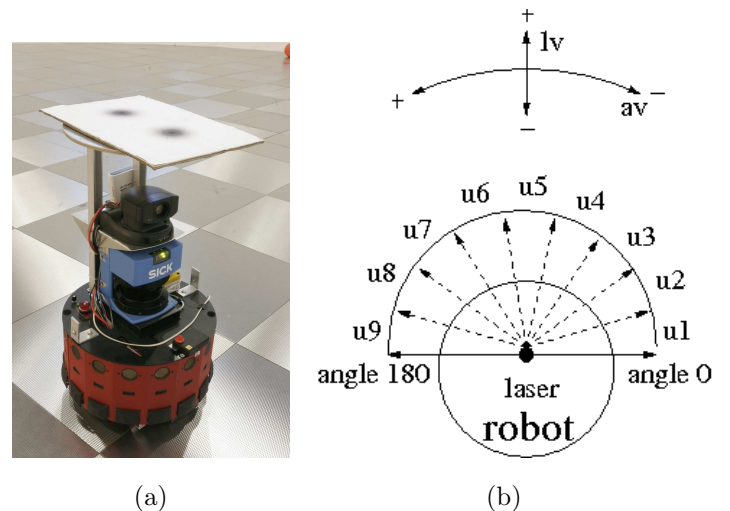 SICK
+
lv
+
av
−
−
u6 u5 u4
u7
u3
u8
u2
u9
u1
angle 180
angle 0
laser
robot
(a)
(b)